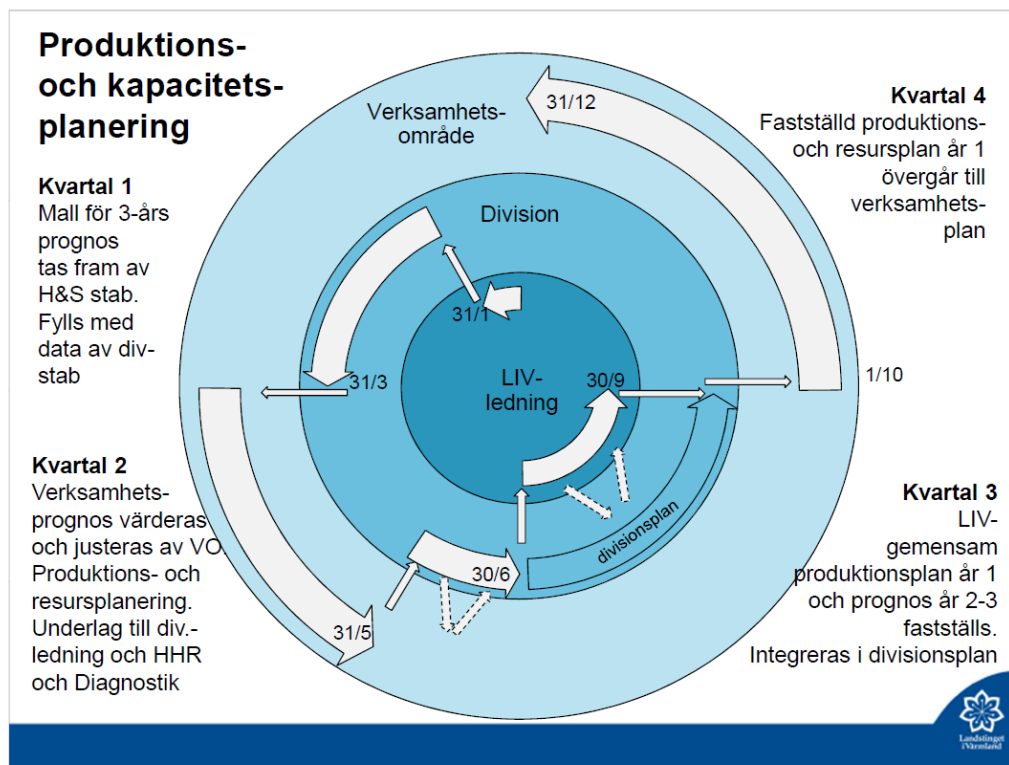 Produktions-
och kapacitets-
planering
Kvartal 1
Mall för 3-års
prognos
tas fram av
H&S stab.
Fylls med
data av div-
stab
Kvartal 2
Verksamhets-
prognos värderas
och justeras av VO.
Produktions- och
resursplanering.
Underlag till div.-
ledning och HHR
och Diagnostik
Verksamhets-
område
Division
LIV-
ledning
31/12
31/1
31/3
30/9
1/10
30/6
31/5
divisionsplan
Kvartal 4
Fastställd produktions-
och resursplan år 1
övergår till
verksamhets-
plan
Kvartal 3
LIV-
gemensam
produktionsplan år 1
och prognos år 2-3
fastställs.
Integreras i divisionsplan
Landstinget
i Värmland